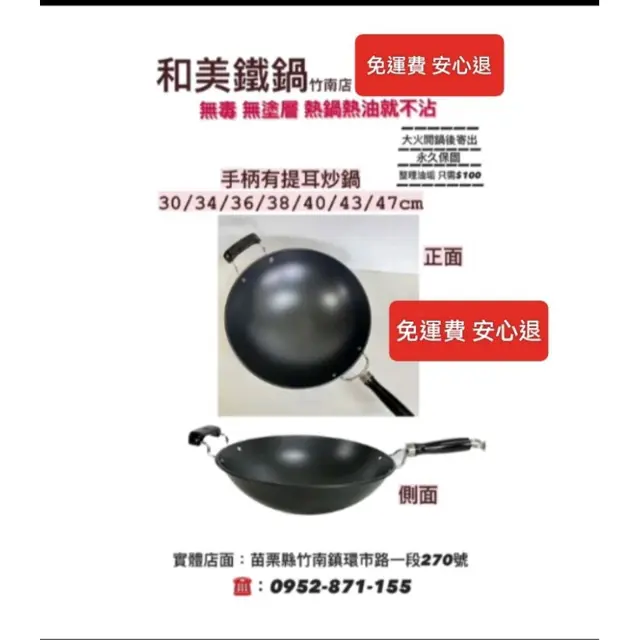 和美鐵鍋竹南店
免運費 安心退
無毒 無塗層 熱鍋熱油就不沾
大火開鍋後寄出
永久保固
整理油垢 只需$100
手柄有提耳炒鍋
30/34/36/38/40/43/47cm
正面
免運費 安心退
側面
實體店面：苗栗縣竹南鎮環市路一段270號
☎：0952-871-155